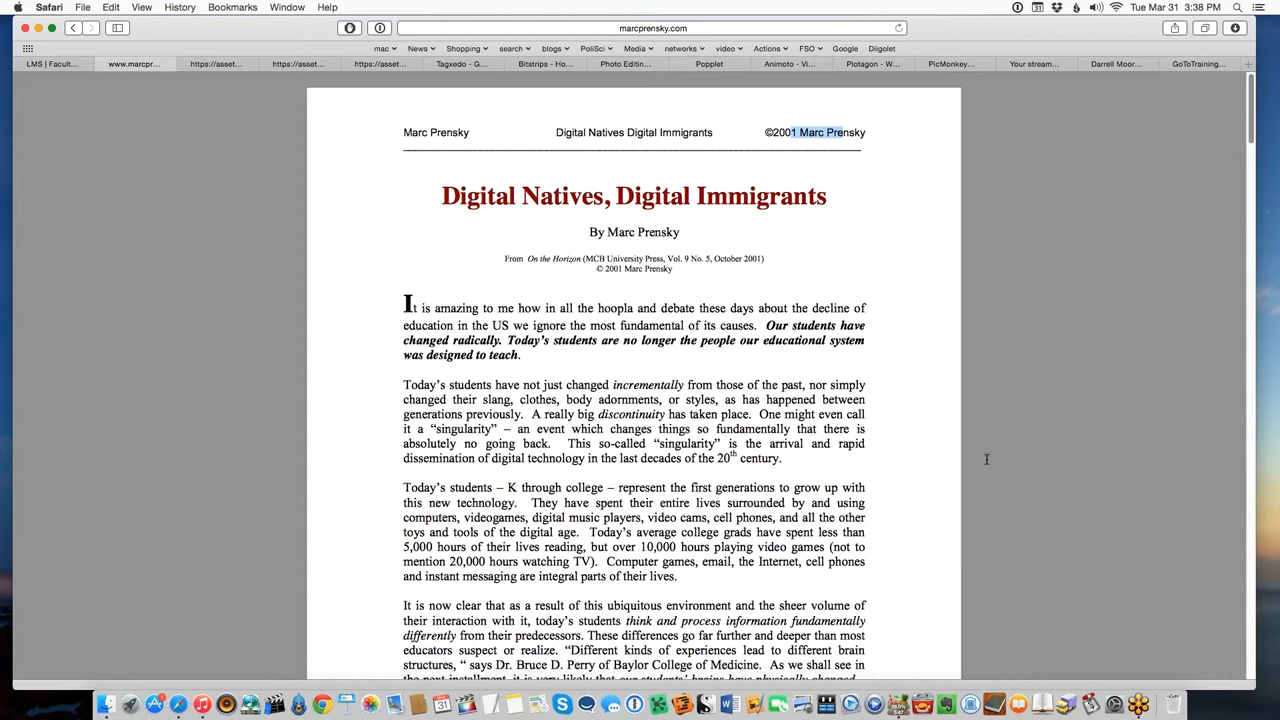 Safari File Edit View History Bookmarks Window Help Tue Mar 31 3:38 PM
marcprensky.com
mac News Shopping search blogs PoliSci Media networks video Actions FSO Google Diigolet
LMS | Facult... www.marcpr... https://asset... https://asset... https://asset... Tagxedo - G... Bitstrips - Ho... Photo Editin... Popplet Animoto - Vi... Plotagon - W... PicMonkey... Your stream... Darrell Moor... GoToTraining...
Marc Prensky Digital Natives Digital Immigrants ©2001 Marc Prensky
Digital Natives, Digital Immigrants
By Marc Prensky
From On the Horizon (MCB University Press, Vol. 9 No. 5, October 2001)
© 2001 Marc Prensky
It is amazing to me how in all the hoopla and debate these days about the decline of
education in the US we ignore the most fundamental of its causes. Our students have
changed radically. Today's students are no longer the people our educational system
was designed to teach.
Today's students have not just changed incrementally from those of the past, nor simply
changed their slang, clothes, body adornments, or styles, as has happened between
generations previously. A really big discontinuity has taken place. One might even call
it a “singularity” – an event which changes things so fundamentally that there is
absolutely no going back. This so-called “singularity” is the arrival and rapid
dissemination of digital technology in the last decades of the 20th century.
Today's students – K through college – represent the first generations to grow up with
this new technology. They have spent their entire lives surrounded by and using
computers, videogames, digital music players, video cams, cell phones, and all the other
toys and tools of the digital age. Today's average college grads have spent less than
5,000 hours of their lives reading, but over 10,000 hours playing video games (not to
mention 20,000 hours watching TV). Computer games, email, the Internet, cell phones
and instant messaging are integral parts of their lives.
It is now clear that as a result of this ubiquitous environment and the sheer volume of
their interaction with it, today's students think and process information fundamentally
differently from their predecessors. These differences go far further and deeper than most
educators suspect or realize. “Different kinds of experiences lead to different brain
structures, “ says Dr. Bruce D. Perry of Baylor College of Medicine. As we shall see in
the next installment, it is very likely that our students' brains have physically changed